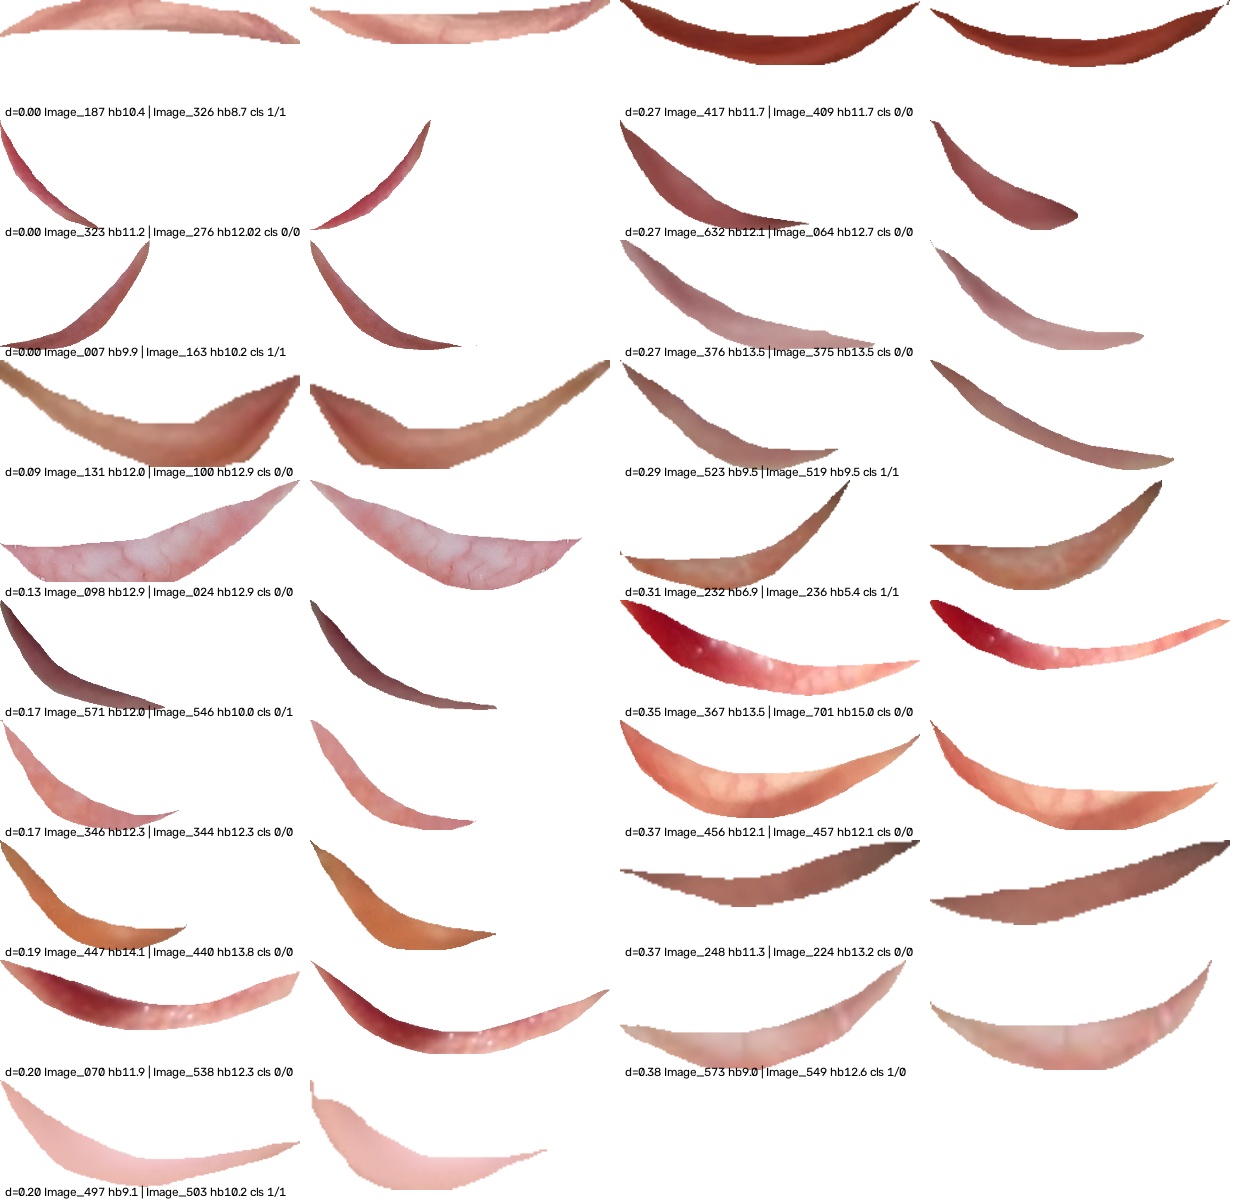 d=0.00 Image_187 hb10.4 | Image_326 hb8.7 cls 1/1
d=0.27 Image_417 hb11.7 | Image_409 hb11.7 cls 0/0
d=0.00 Image_323 hb11.2 | Image_276 hb12.02 cls 0/0
d=0.27 Image_632 hb12.1 | Image_064 hb12.7 cls 0/0
d=0.00 Image_007 hb9.9 | Image_163 hb10.2 cls 1/1
d=0.27 Image_376 hb13.5 | Image_375 hb13.5 cls 0/0
d=0.09 Image_131 hb12.0 | Image_100 hb12.9 cls 0/0
d=0.29 Image_523 hb9.5 | Image_519 hb9.5 cls 1/1
d=0.13 Image_098 hb12.9 | Image_024 hb12.9 cls 0/0
d=0.31 Image_232 hb6.9 | Image_236 hb5.4 cls 1/1
d=0.17 Image_571 hb12.0 | Image_546 hb10.0 cls 0/1
d=0.35 Image_367 hb13.5 | Image_701 hb15.0 cls 0/0
d=0.17 Image_346 hb12.3 | Image_344 hb12.3 cls 0/0
d=0.37 Image_456 hb12.1 | Image_457 hb12.1 cls 0/0
d=0.19 Image_447 hb14.1 | Image_440 hb13.8 cls 0/0
d=0.37 Image_248 hb11.3 | Image_224 hb13.2 cls 0/0
d=0.20 Image_070 hb11.9 | Image_538 hb12.3 cls 0/0
d=0.38 Image_573 hb9.0 | Image_549 hb12.6 cls 1/0
d=0.20 Image_497 hb9.1 | Image_503 hb10.2 cls 1/1